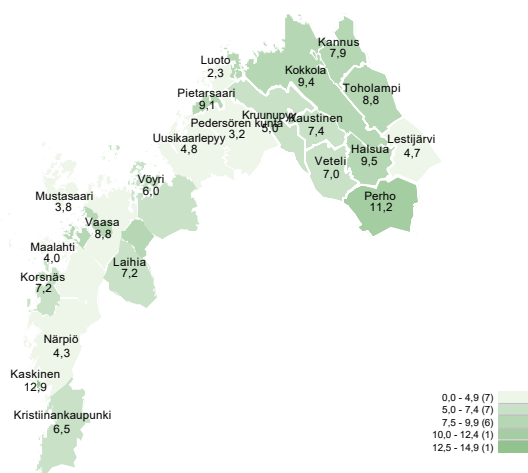 Kannus
7,9
Luoto
2,3
Kokkola
9,4
Toholampi
8,8
Pietarsaari
9,1
Kruunupyy
5,0
Kaustinen
7,4
Pedersören kunta
3,2
Uusikaarlepyy
4,8
Lestijärvi
4,7
Halsua
9,5
Veteli
7,0
Vöyri
6,0
Perho
11,2
Mustasaari
3,8
Vaasa
8,8
Maalahti
4,0
Laihia
7,2
Korsnäs
7,2
Närpiö
4,3
Kaskinen
12,9
Kristiinankaupunki
6,5
0,0 - 4,9 (7)
5,0 - 7,4 (7)
7,5 - 9,9 (6)
10,0 - 12,4 (1)
12,5 - 14,9 (1)